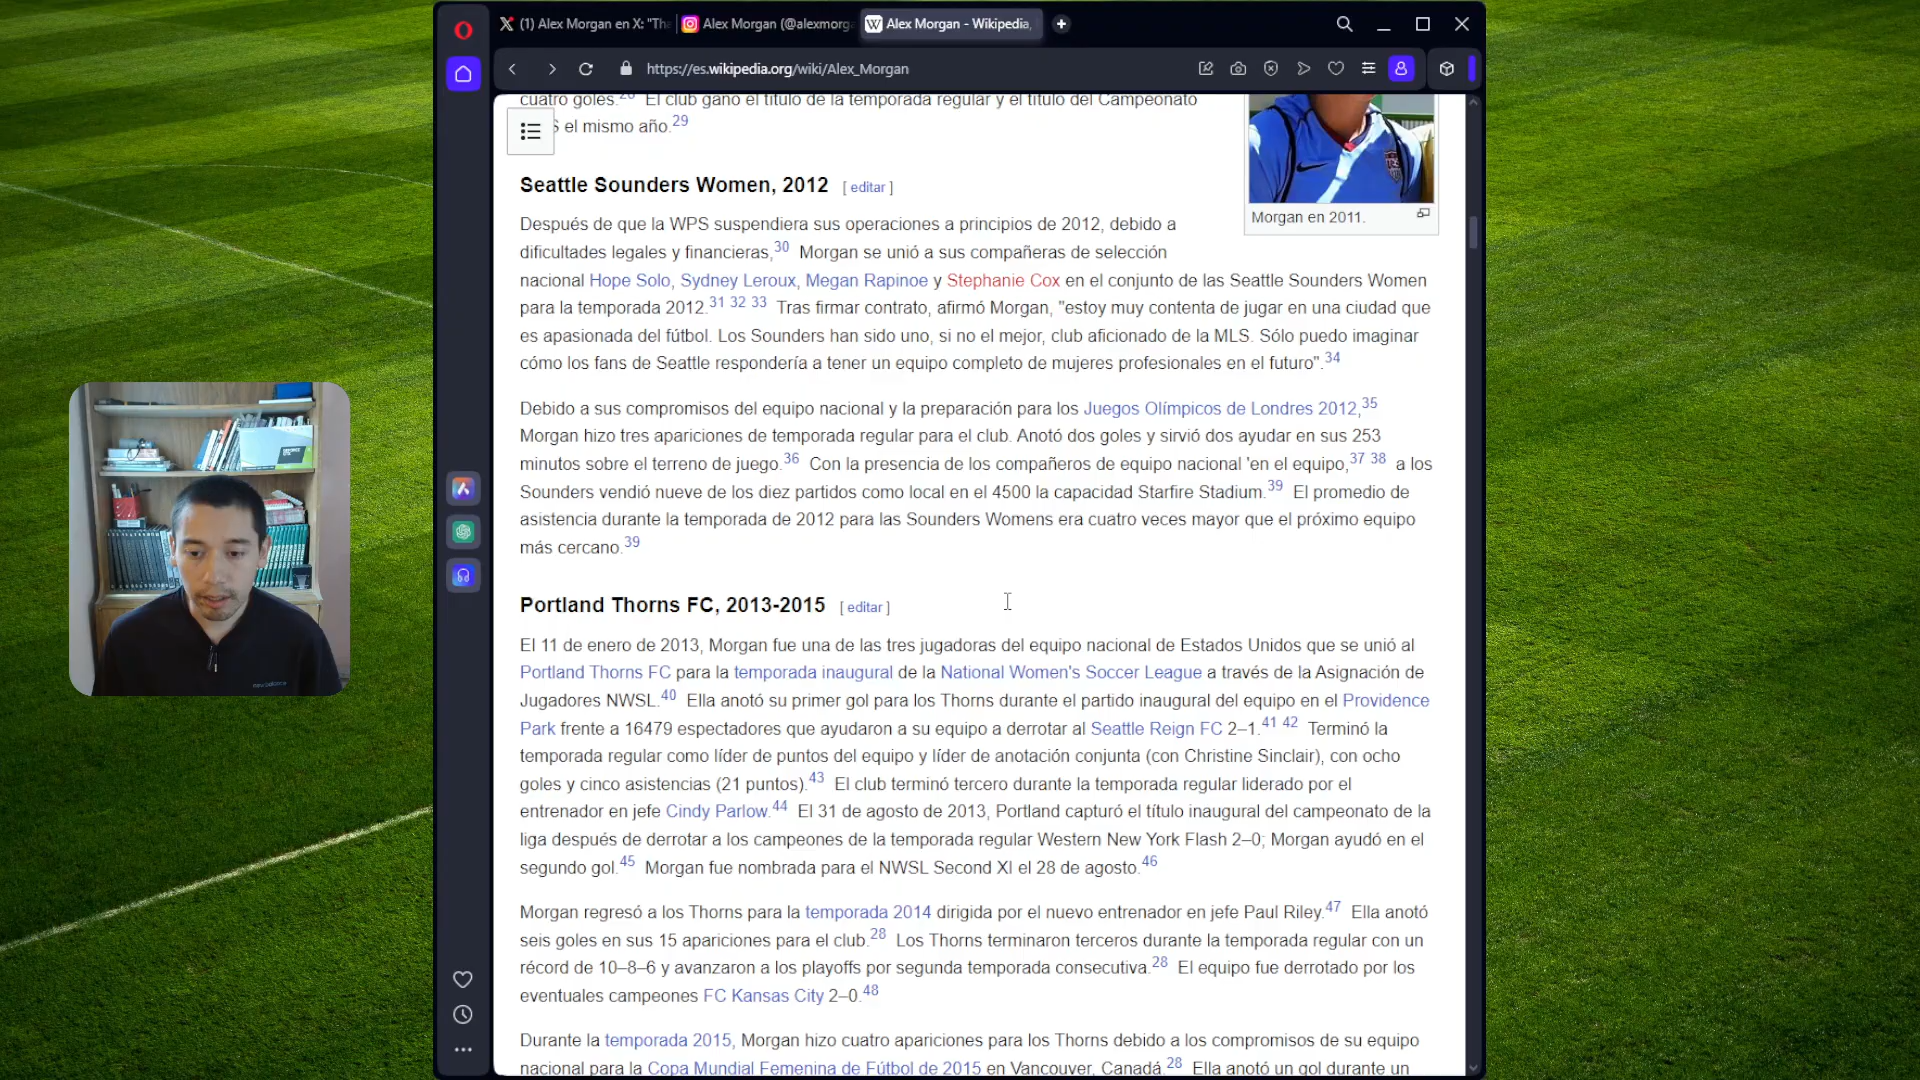 (1) Alex Morgan en X: "Tha
Alex Morgan (@alexmorga
Alex Morgan - Wikipedia,
https://es.wikipedia.org/wiki/Alex_Morgan
cuatro goles. El club ganó el título de la temporada regular y el título del Campeonato
el mismo año.29
Morgan en 2011.
Seattle Sounders Women, 2012 [ editar ]
Después de que la WPS suspendiera sus operaciones a principios de 2012, debido a
dificultades legales y financieras,30 Morgan se unió a sus compañeras de selección
nacional Hope Solo, Sydney Leroux, Megan Rapinoe y Stephanie Cox en el conjunto de las Seattle Sounders Women
para la temporada 2012.31 32 33 Tras firmar contrato, afirmó Morgan, "estoy muy contenta de jugar en una ciudad que
es apasionada del fútbol. Los Sounders han sido uno, si no el mejor, club aficionado de la MLS. Sólo puedo imaginar
cómo los fans de Seattle respondería a tener un equipo completo de mujeres profesionales en el futuro".34
Debido a sus compromisos del equipo nacional y la preparación para los Juegos Olímpicos de Londres 2012,35
Morgan hizo tres apariciones de temporada regular para el club. Anotó dos goles y sirvió dos ayudar en sus 253
minutos sobre el terreno de juego.36 Con la presencia de los compañeros de equipo nacional 'en el equipo,37 38 a los
Sounders vendió nueve de los diez partidos como local en el 4500 la capacidad Starfire Stadium.39 El promedio de
asistencia durante la temporada de 2012 para las Sounders Womens era cuatro veces mayor que el próximo equipo
más cercano.39
Portland Thorns FC, 2013-2015 [ editar ]
El 11 de enero de 2013, Morgan fue una de las tres jugadoras del equipo nacional de Estados Unidos que se unió al
Portland Thorns FC para la temporada inaugural de la National Women's Soccer League a través de la Asignación de
Jugadores NWSL.40 Ella anotó su primer gol para los Thorns durante el partido inaugural del equipo en el Providence
Park frente a 16479 espectadores que ayudaron a su equipo a derrotar al Seattle Reign FC 2–1.41 42 Terminó la
temporada regular como líder de puntos del equipo y líder de anotación conjunta (con Christine Sinclair), con ocho
goles y cinco asistencias (21 puntos).43 El club terminó tercero durante la temporada regular liderado por el
entrenador en jefe Cindy Parlow.44 El 31 de agosto de 2013, Portland capturó el título inaugural del campeonato de la
liga después de derrotar a los campeones de la temporada regular Western New York Flash 2–0; Morgan ayudó en el
segundo gol.45 Morgan fue nombrada para el NWSL Second XI el 28 de agosto.46
Morgan regresó a los Thorns para la temporada 2014 dirigida por el nuevo entrenador en jefe Paul Riley.47 Ella anotó
seis goles en sus 15 apariciones para el club.28 Los Thorns terminaron terceros durante la temporada regular con un
récord de 10–8–6 y avanzaron a los playoffs por segunda temporada consecutiva.28 El equipo fue derrotado por los
eventuales campeones FC Kansas City 2–0.48
Durante la temporada 2015, Morgan hizo cuatro apariciones para los Thorns debido a los compromisos de su equipo
nacional para la Copa Mundial Femenina de Fútbol de 2015 en Vancouver, Canadá.28 Ella anotó un gol durante un